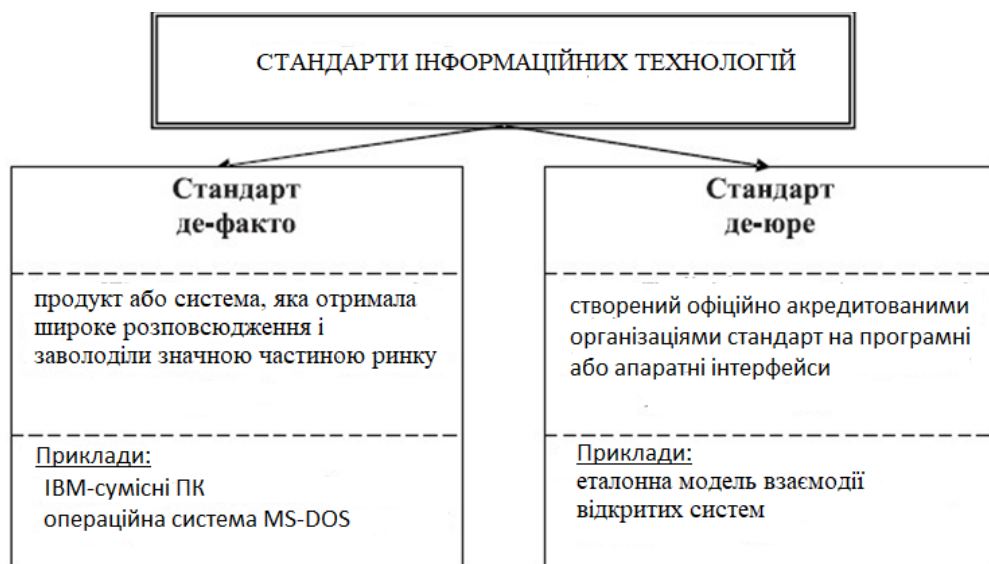 СТАНДАРТИ ІНФОРМАЦІЙНИХ ТЕХНОЛОГІЙ
Стандарт
де-факто
продукт або система, яка отримала
широке розповсюдження і
заволоділи значною частиною ринку
Приклади:
ІВМ-сумісні ПК
операційна система MS-DOS
Стандарт
де-юре
створений офіційно акредитованими
організаціями стандарт на програмні
або апаратні інтерфейси
Приклади:
еталонна модель взаємодії
відкритих систем